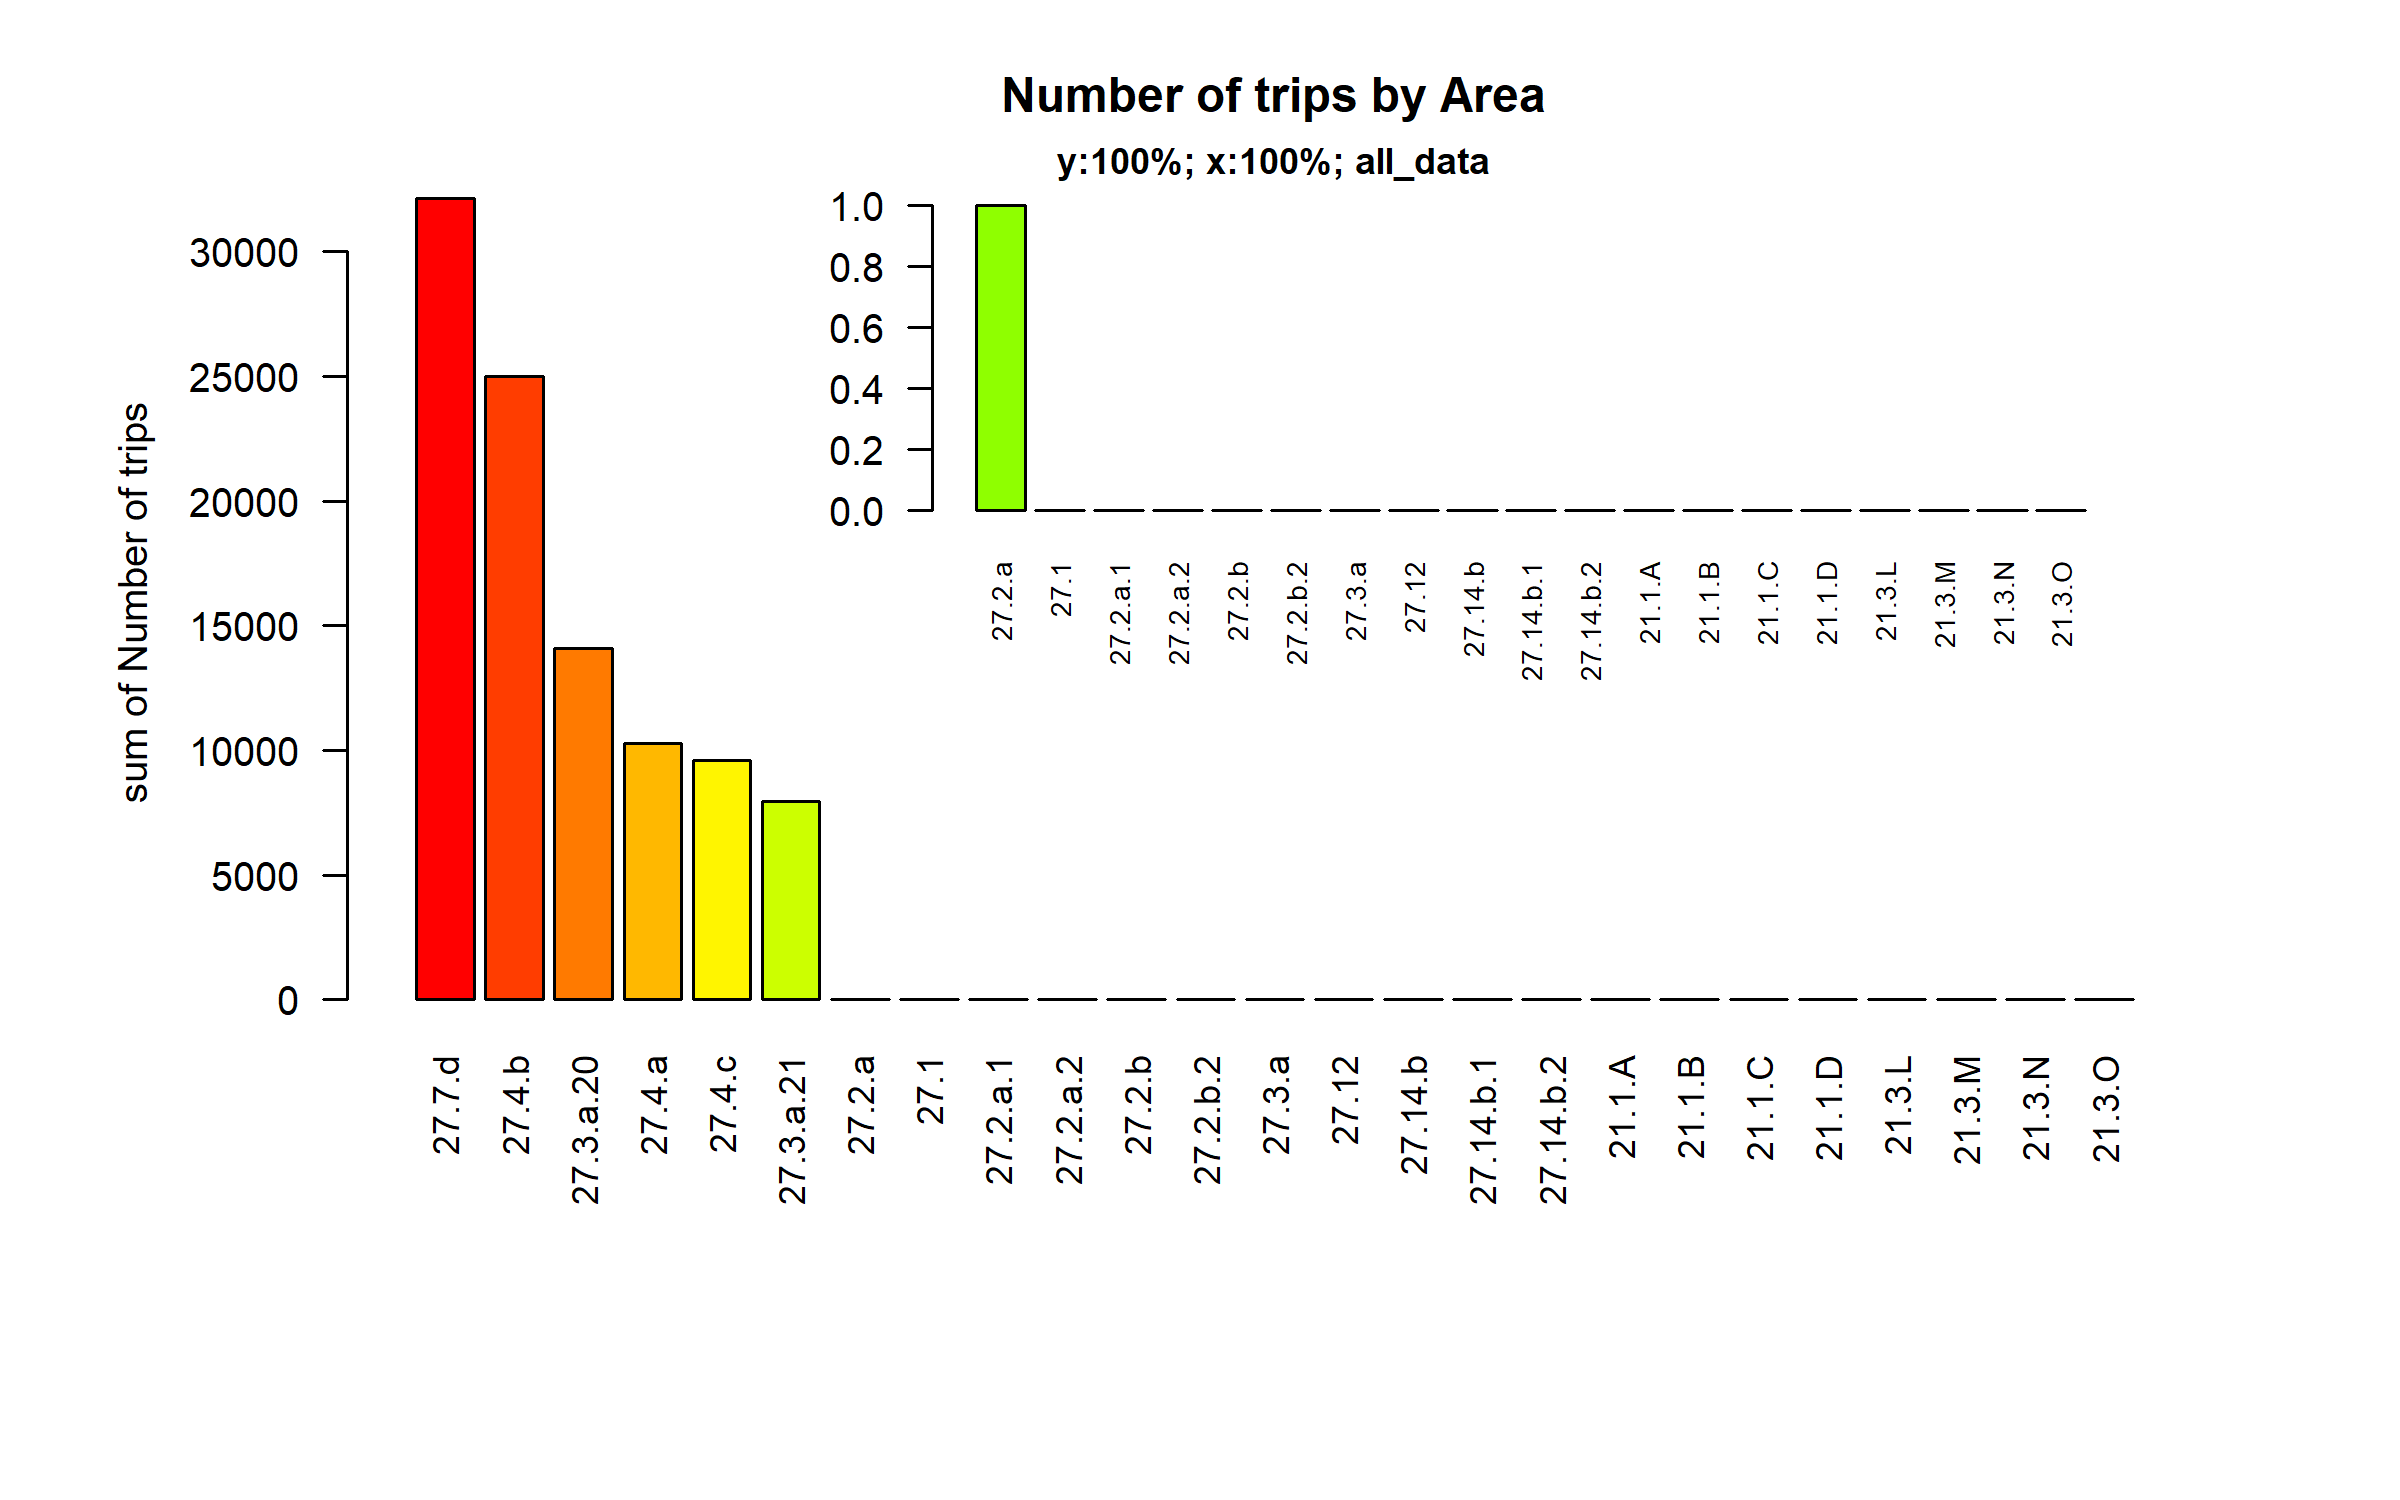 Number of trips by Area
y:100%; x:100%; all_data
sum of Number of trips
30000
25000
20000
15000
10000
5000
0
27.7.d
27.4.b
27.3.a.20
27.4.a
27.4.c
27.3.a.21
27.2.a
27.1
27.2.a.1
27.2.a.2
27.2.b
27.2.b.2
27.3.a
27.12
27.14.b
27.14.b.1
27.14.b.2
21.1.A
21.1.B
21.1.C
21.1.D
21.3.L
21.3.M
21.3.N
21.3.O
1.0
0.8
0.6
0.4
0.2
0.0
27.2.a
27.1
27.2.a.1
27.2.a.2
27.2.b
27.2.b.2
27.3.a
27.12
27.14.b
27.14.b.1
27.14.b.2
21.1.A
21.1.B
21.1.C
21.1.D
21.3.L
21.3.M
21.3.N
21.3.O